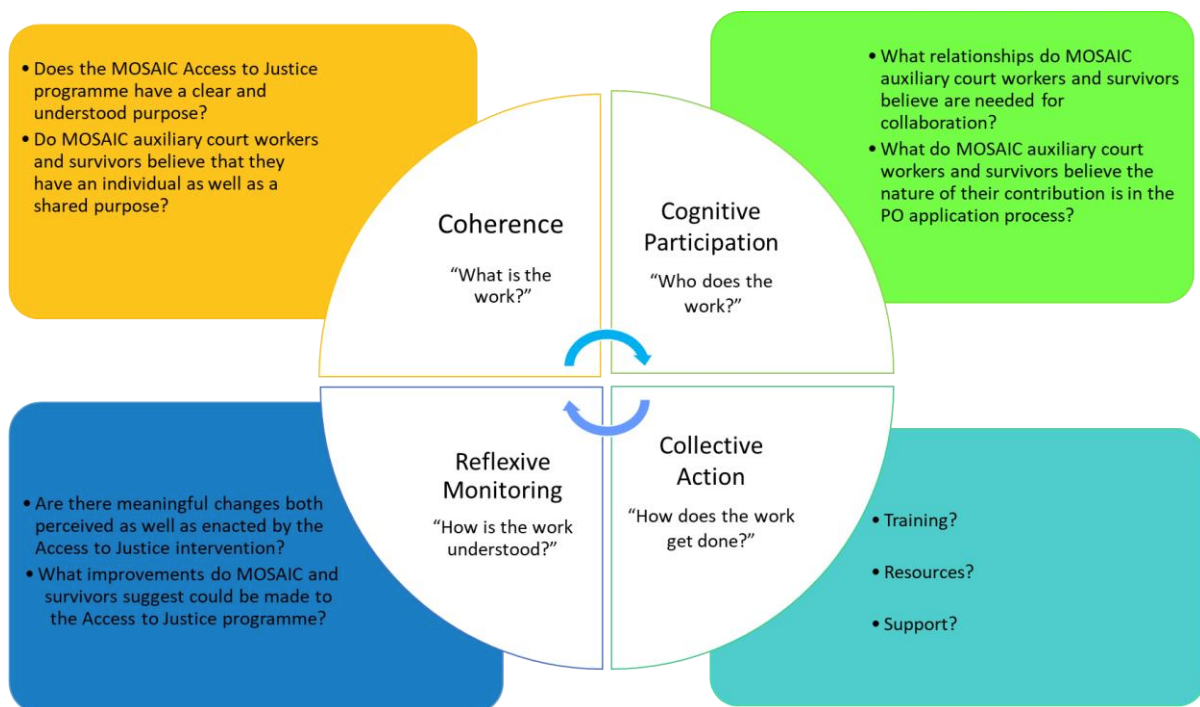 • Does the MOSAIC Access to Justice
programme have a clear and
understood purpose?
• Do MOSAIC auxiliary court workers
and survivors believe that they
have an individual as well as a
shared purpose?
• What relationships do MOSAIC
auxiliary court workers and survivors
believe are needed for
collaboration?
• What do MOSAIC auxiliary court
workers and survivors believe the
nature of their contribution is in the
PO application process?
Coherence
“What is the
work?”
Cognitive
Participation
“Who does the
work?”
Reflexive
Monitoring
“How is the work
understood?”
Collective
Action
“How does the work
get done?”
• Are there meaningful changes both
perceived as well as enacted by the
Access to Justice intervention?
• What improvements do MOSAIC and
survivors suggest could be made to
the Access to Justice programme?
• Training?
• Resources?
• Support?